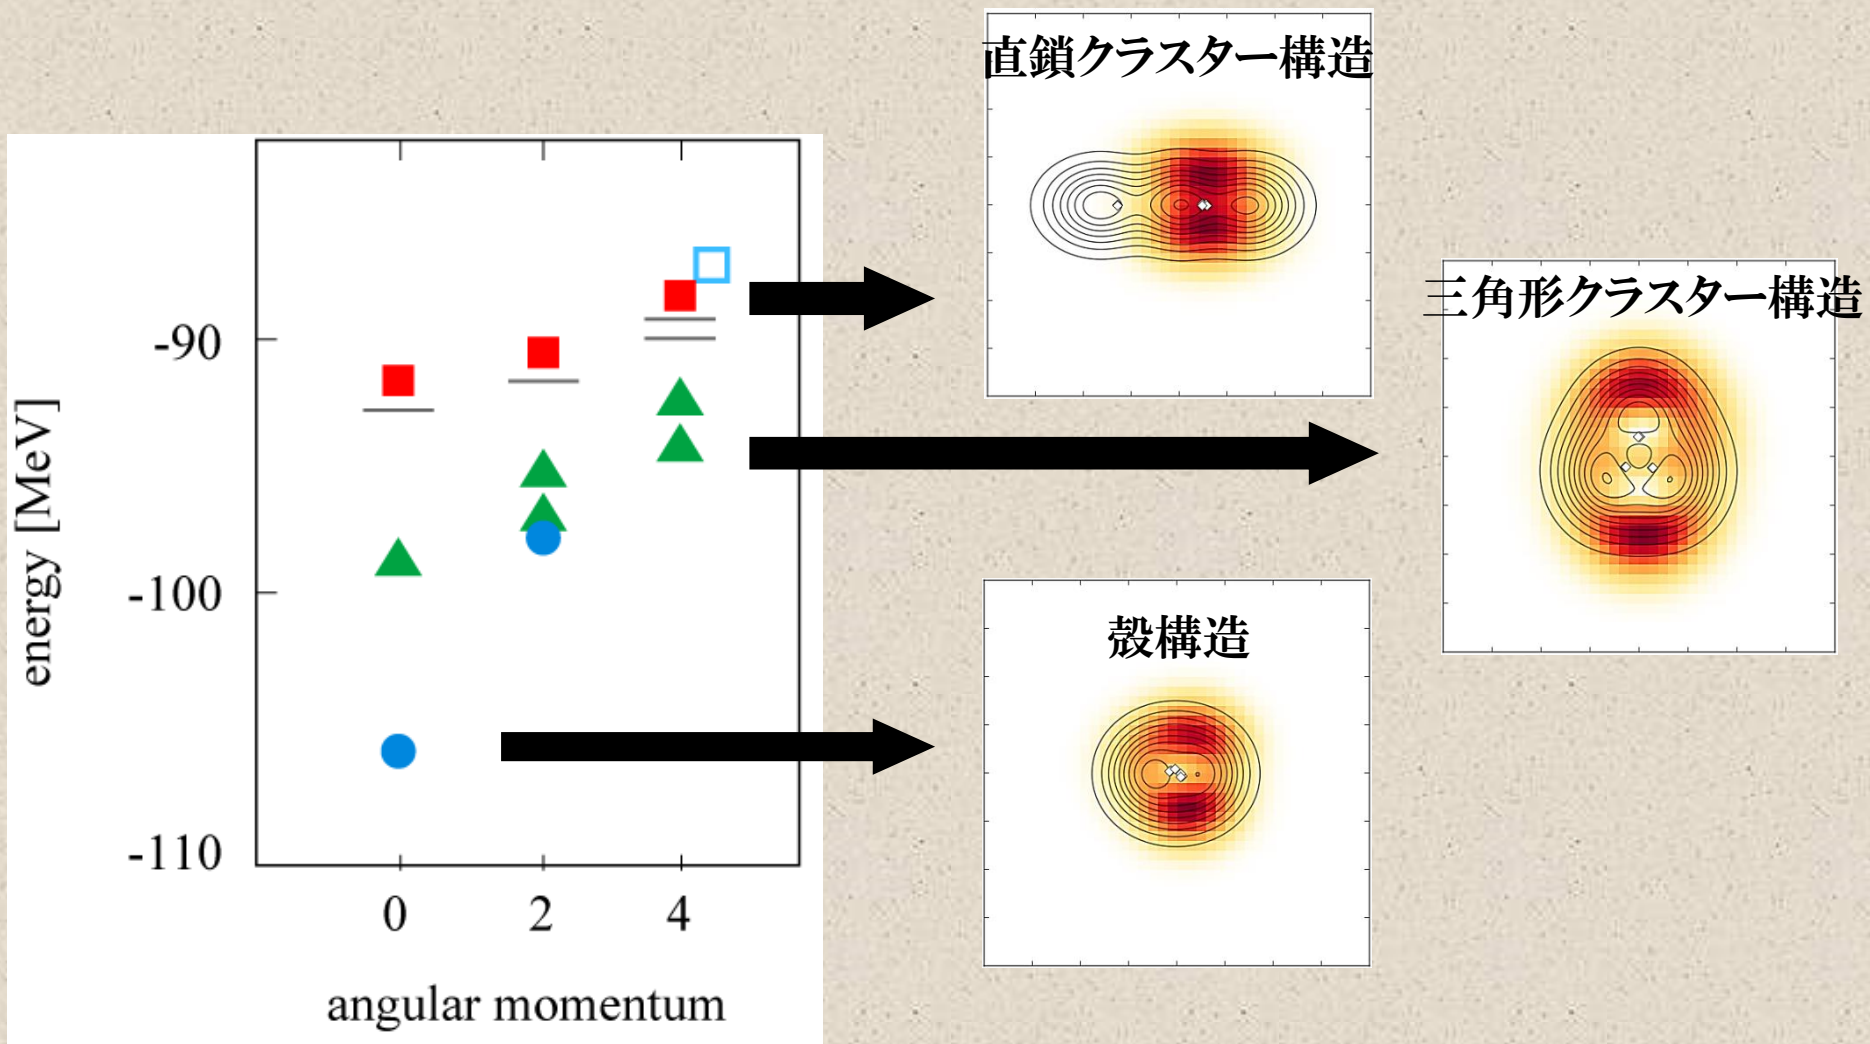 直鎖クラスター構造
三角形クラスター構造
殻構造
energy [MeV]
-90
-100
-110
0
2
4
angular momentum